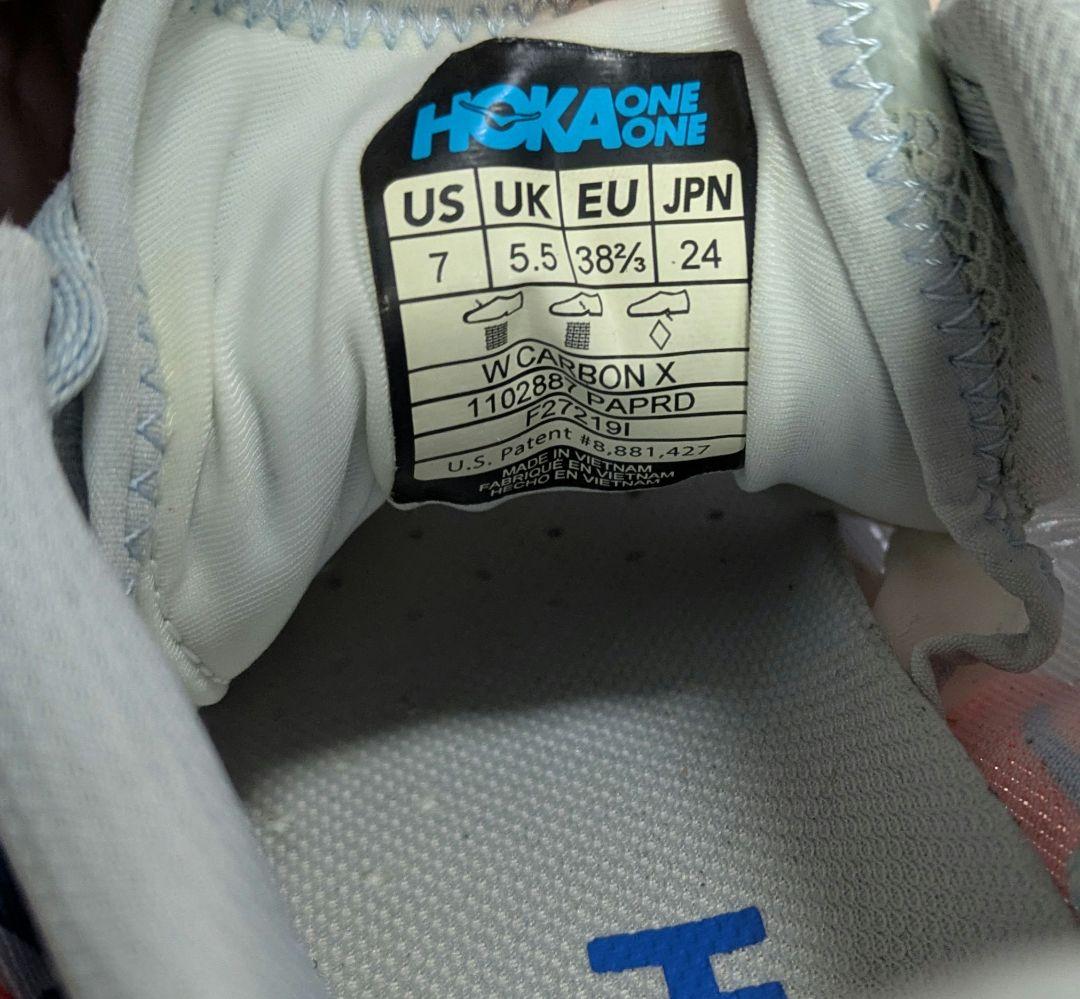 HOKA ONE ONE
US UK EU JPN
7 5.5 38⅔ 24
W CARBON X
1102887 PAPRD
F27219I
U.S. Patent #8,881,427
MADE IN VIETNAM
FABRIQUÉ EN VIETNAM
HECHO EN VIETNAM